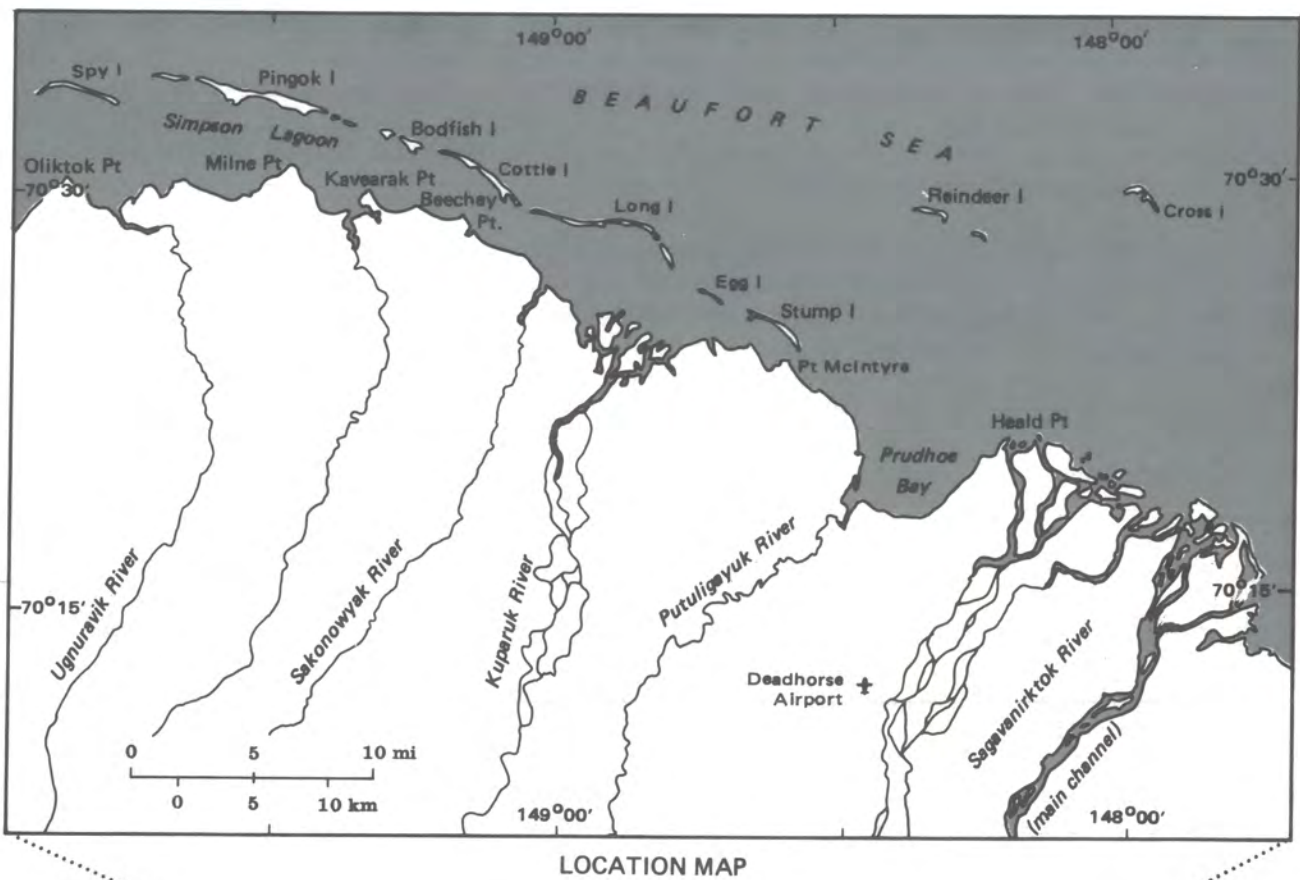 149°00'
148°00'
Spy I
Pingok I
BEAUFORT SEA
Simpson Lagoon
Bodfish I
Oliktok Pt
Milne Pt
Cottle I
Kavearak Pt
70°30'
70°30'
Beechey
Pt.
Long I
Reindeer I
Cross I
Egg I
Stump I
Pt McIntyre
Heald Pt
Prudhoe
Bay
Ugnuravik River
Sakonowyak River
Kuparuk River
Putuligayuk River
70°15'
70°15'
Deadhorse
Airport
Sagavanirktok River
(main channel)
0 5 10 mi
0 5 10 km
149°00'
148°00'
LOCATION MAP